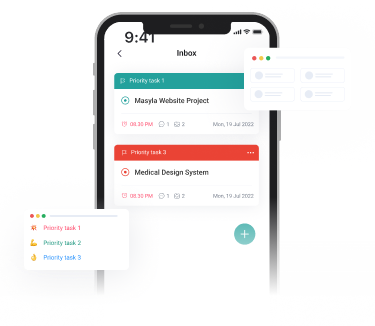 9:41
Inbox
Priority task 1
Masyla Website Project
08:30 PM 1 2 Mon, 19 Jul 2022
Priority task 3
Medical Design System
08:30 PM 1 2 Mon, 19 Jul 2022
Priority task 1
Priority task 2
Priority task 3